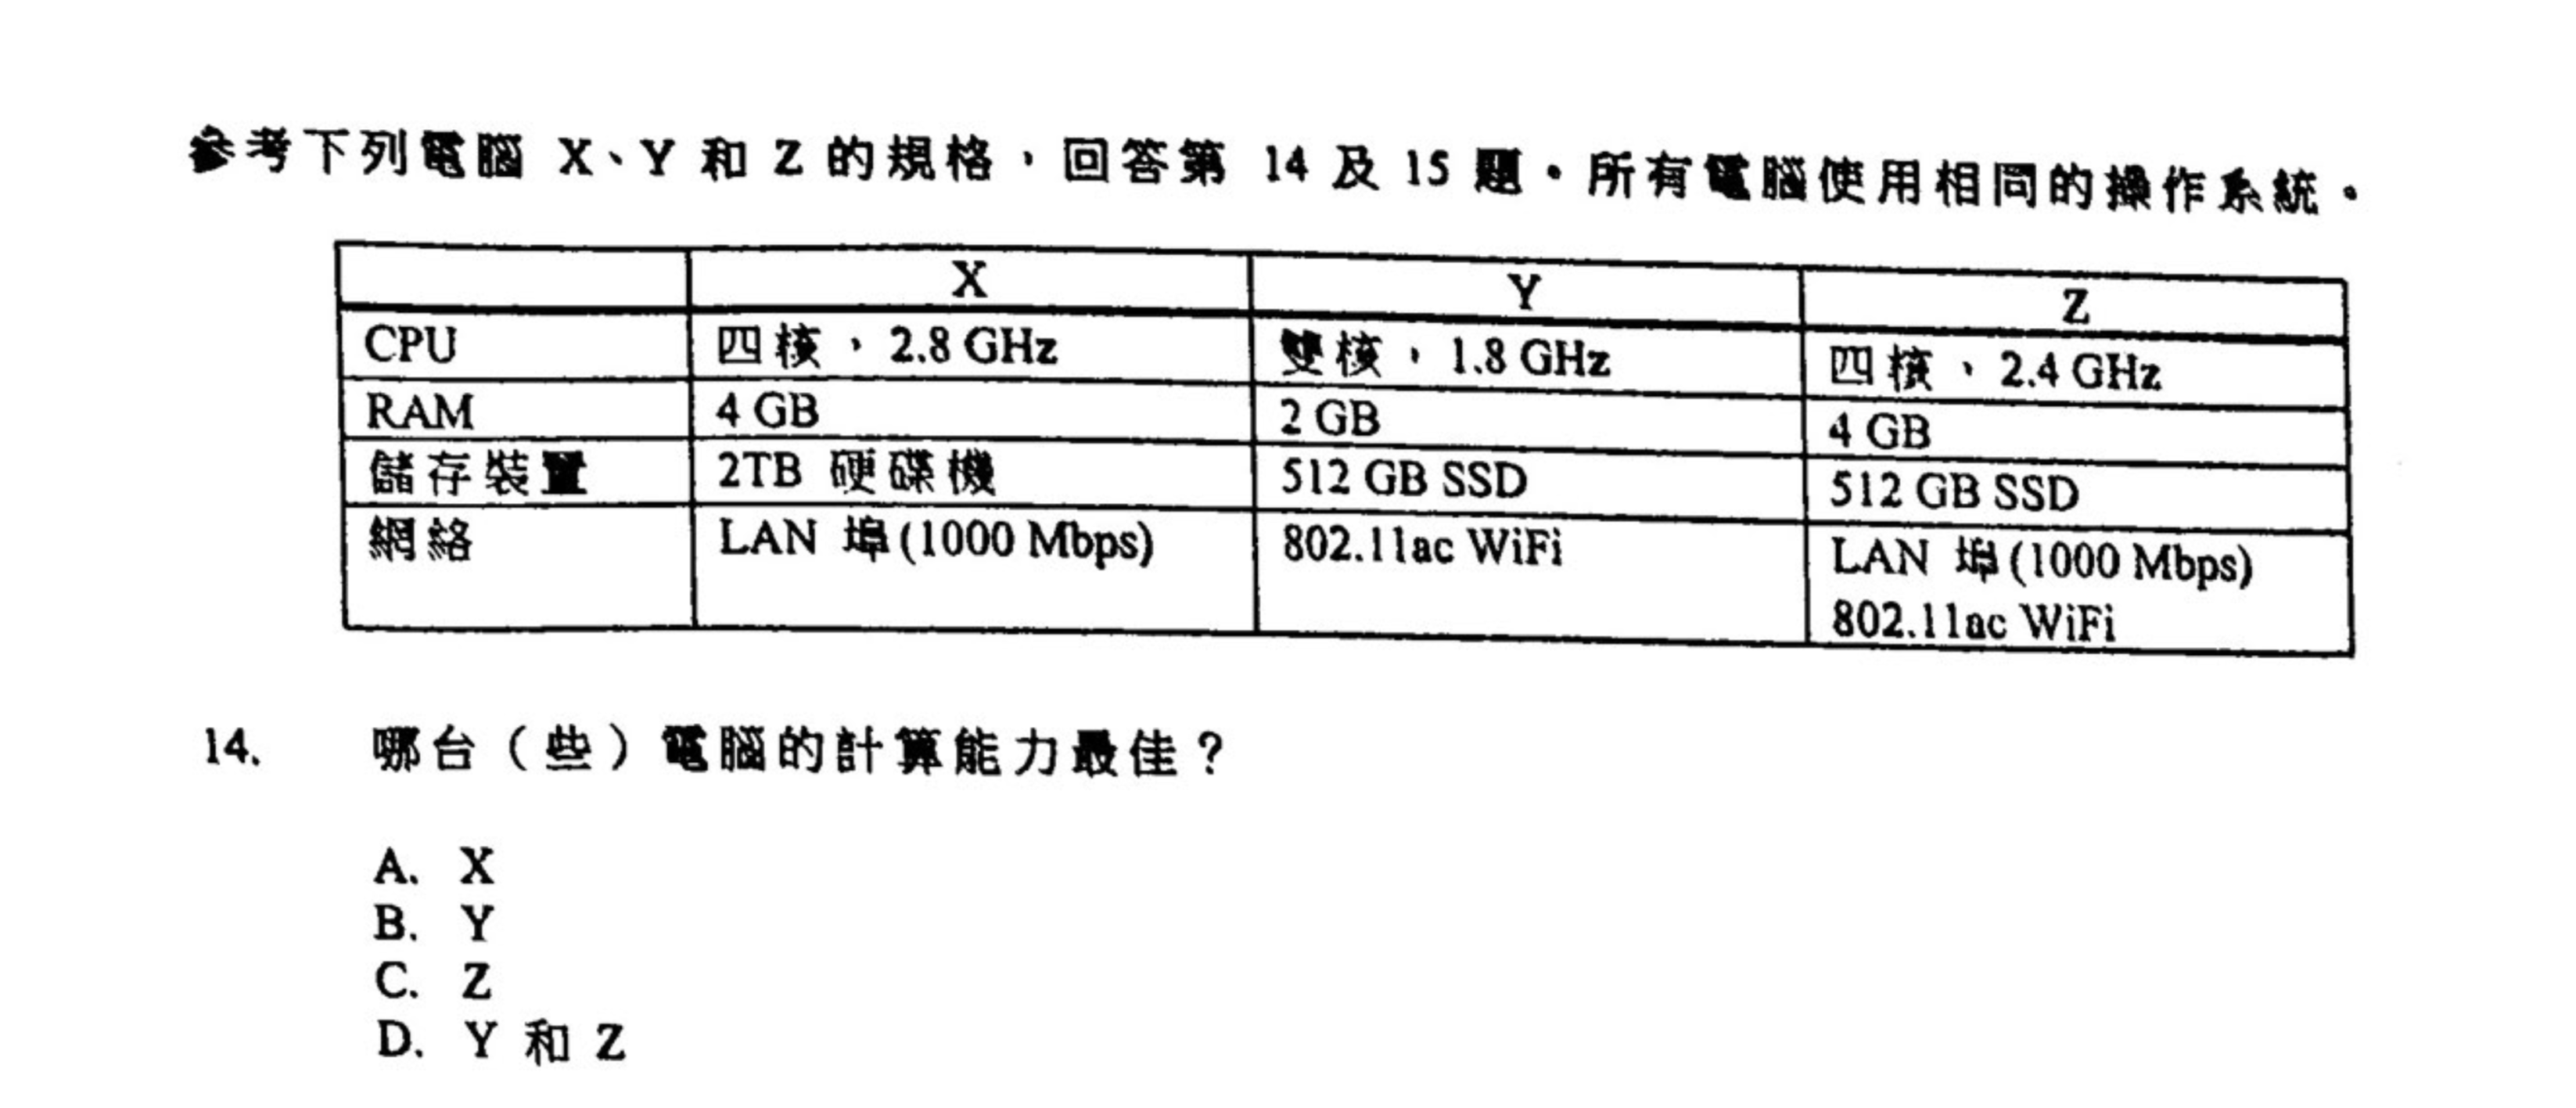 參考下列電腦 X、Y 和 Z 的規格，回答第 14 及 15 題。所有電腦使用相同的操作系統。
X Y Z
CPU 四核，2.8 GHz 雙核，1.8 GHz 四核，2.4 GHz
RAM 4 GB 2 GB 4 GB
儲存裝置 2TB 硬碟機 512 GB SSD 512 GB SSD
網絡 LAN 埠(1000 Mbps) 802.11ac WiFi LAN 埠(1000 Mbps)
802.11ac WiFi
14. 哪台（些）電腦的計算能力最佳？
A. X
B. Y
C. Z
D. Y 和 Z